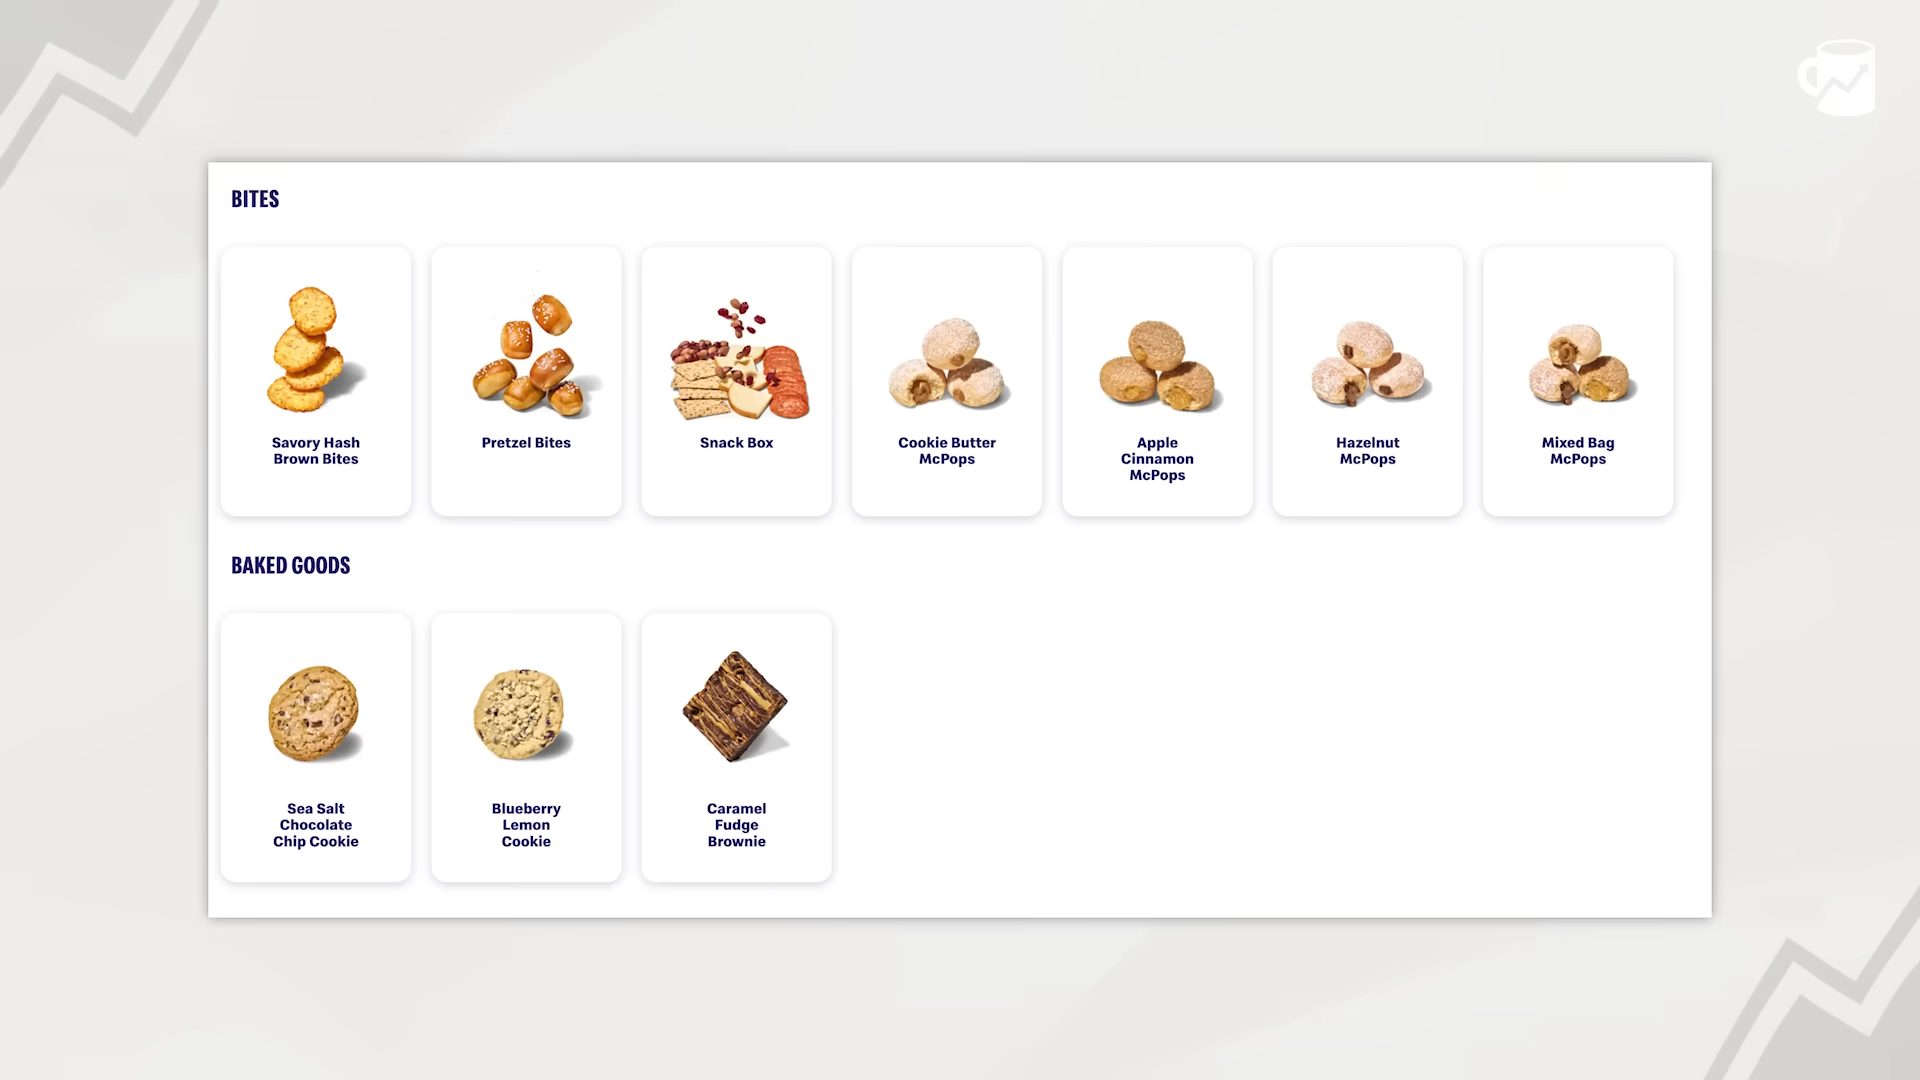 BITES
Savory Hash
Brown Bites
Pretzel Bites
Snack Box
Cookie Butter
McPops
Apple
Cinnamon
McPops
Hazelnut
McPops
Mixed Bag
McPops
BAKED GOODS
Sea Salt
Chocolate
Chip Cookie
Blueberry
Lemon
Cookie
Caramel
Fudge
Brownie